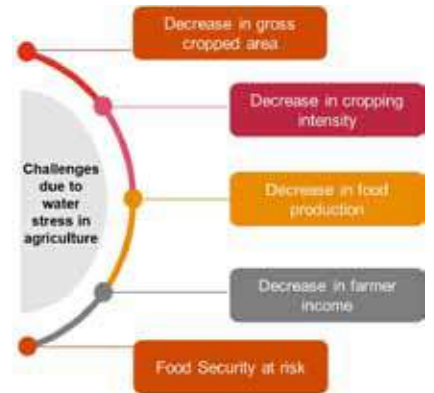 Decrease in gross
cropped area
Decrease in cropping
intensity
Challenges
due to
water
stress in
agriculture
Decrease in food
production
Decrease in farmer
income
Food Security at risk